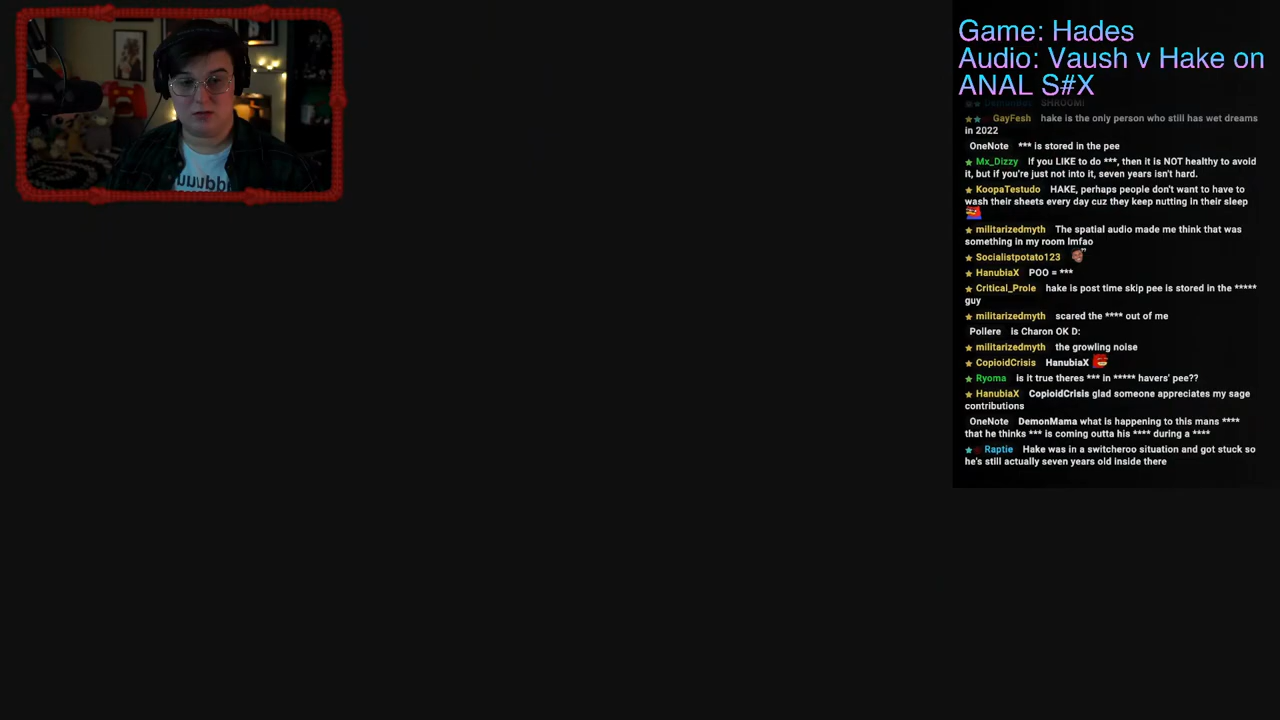 Game: Hades
Audio: Vaush v Hake on
ANAL S#X
SHROOM!
GayFesh hake is the only person who still has wet dreams
in 2022
OneNote *** is stored in the pee
Mx_Dizzy If you LIKE to do ***, then it is NOT healthy to avoid
it, but if you're just not into it, seven years isn't hard.
KoopaTestudo HAKE, perhaps people don't want to have to
wash their sheets every day cuz they keep nutting in their sleep
militarizedmyth The spatial audio made me think that was
something in my room lmfao
Socialistpotato123
HanubiaX POO = ***
Critical_Prole hake is post time skip pee is stored in the *****
guy
militarizedmyth scared the **** out of me
Pollere is Charon OK D:
militarizedmyth the growling noise
CopioidCrisis HanubiaX
Ryoma is it true theres *** in ***** havers' pee??
HanubiaX CopioidCrisis glad someone appreciates my sage
contributions
OneNote DemonMama what is happening to this mans ****
that he thinks *** is coming outta his **** during a ****
Raptie Hake was in a switcheroo situation and got stuck so
he's still actually seven years old inside there